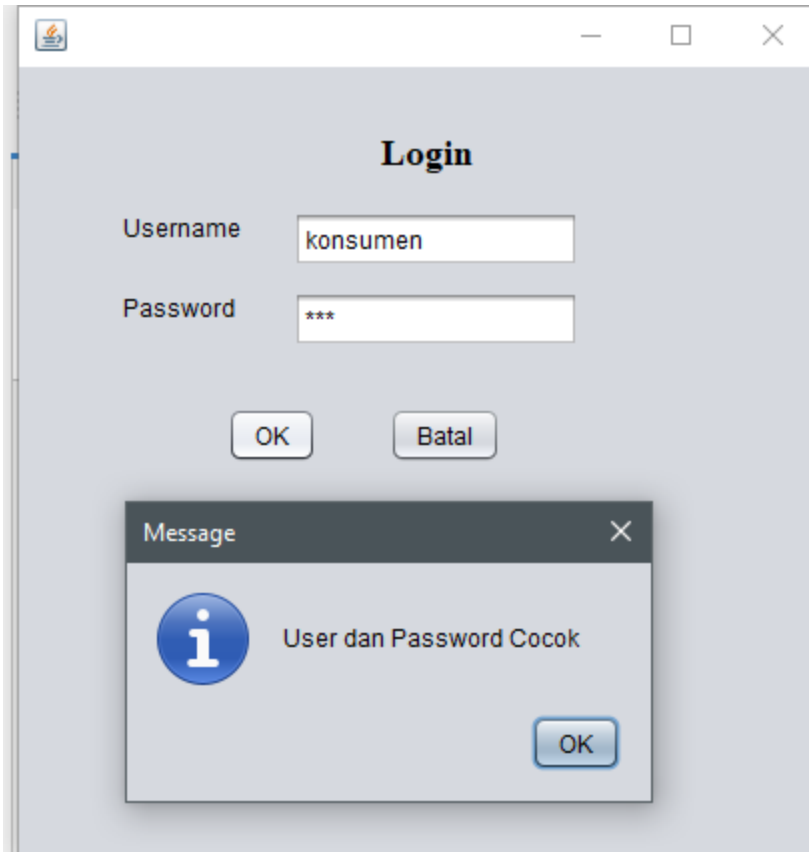 Login
Username
konsumen
Password
***
OK
Batal
Message
User dan Password Cocok
OK